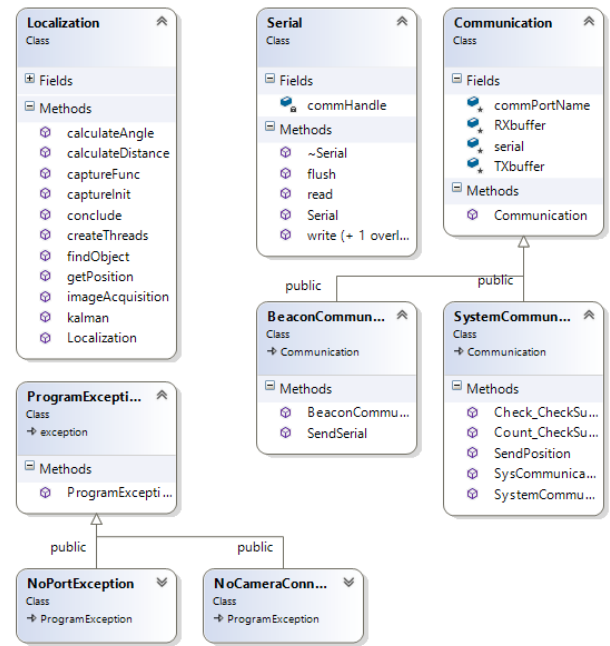 Localization
Class
Fields
Methods
calculateAngle
calculateDistance
captureFunc
captureInit
conclude
createThreads
findObject
getPosition
imageAcquisition
kalman
Localization
Serial
Class
Fields
commHandle
Methods
~Serial
flush
read
Serial
write (+ 1 overl...
Communication
Class
Fields
commPortName
RXbuffer
serial
TXbuffer
Methods
Communication
public
public
BeaconCommun...
Class
Communication
Methods
BeaconCommu...
SendSerial
SystemCommun...
Class
Communication
Methods
Check_CheckSu...
Count_CheckSu...
SendPosition
SysCommunica...
SystemCommu...
ProgramExcepti...
Class
exception
Methods
ProgramExcepti...
public
public
NoPortException
Class
ProgramException
NoCameraConn...
Class
ProgramException